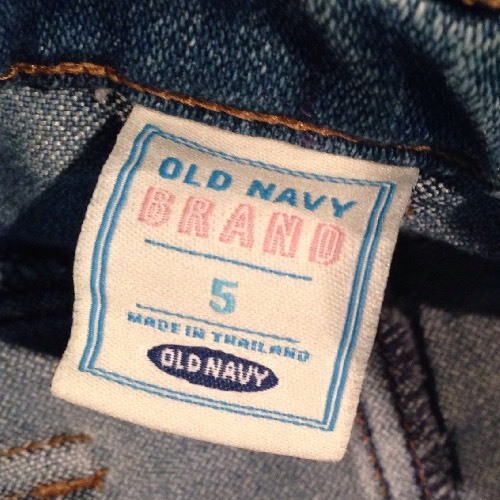 OLD NAVY
BRAND
5
MADE IN THAILAND
OLD NAVY